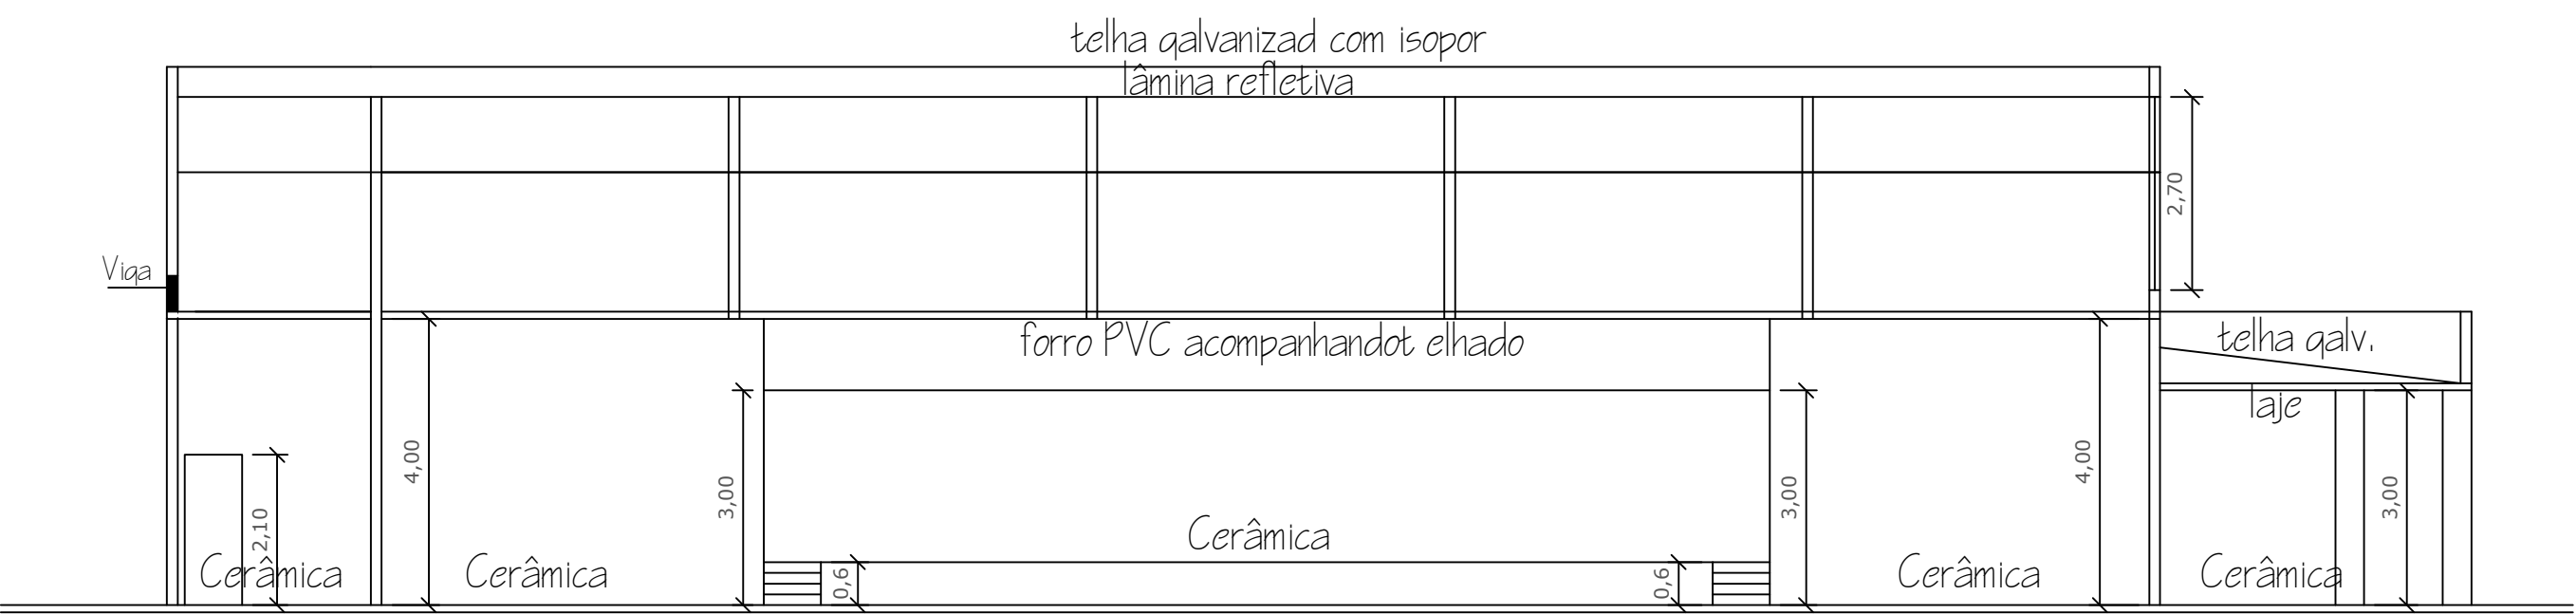 telha galvanizad com isopor
lâmina refletiva
2,70
Viga
forro PVC acompanhandot elhado
telha galv.
laje
4,00
4,00
3,00
3,00
3,00
2,10
Cerâmica
Cerâmica
Cerâmica
Cerâmica
Cerâmica
0,6
0,6